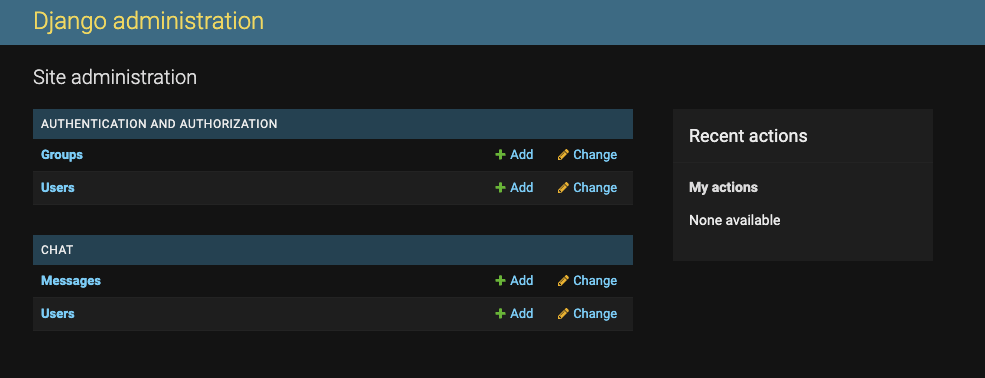 Django administration
Site administration
AUTHENTICATION AND AUTHORIZATION
Groups Add Change
Users Add Change
CHAT
Messages Add Change
Users Add Change
Recent actions
My actions
None available